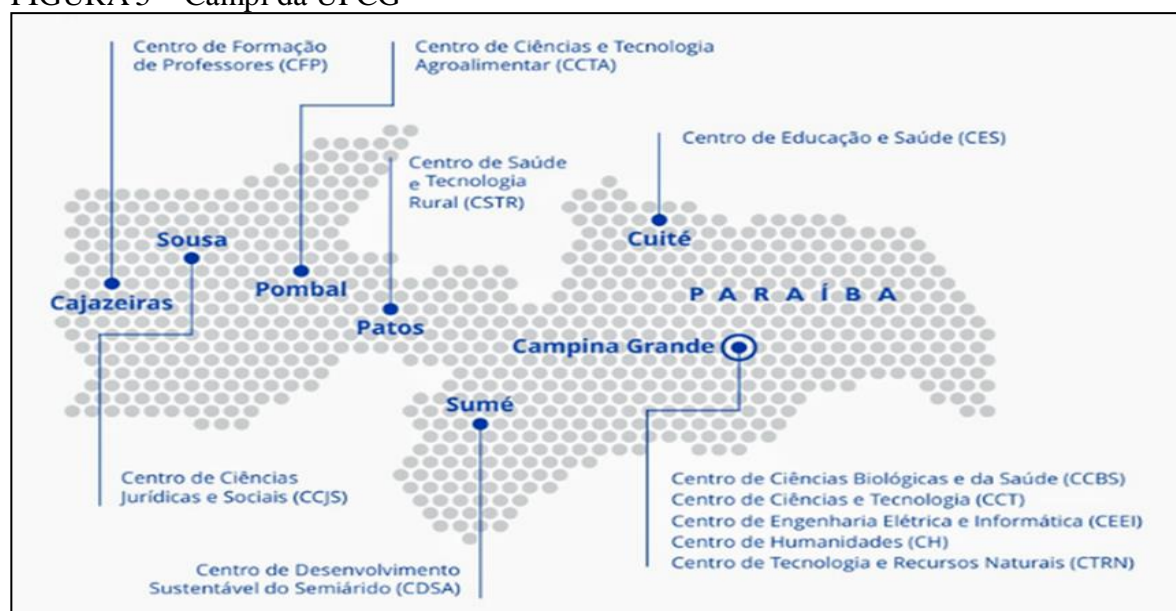 FIGURA 5 – Campi da UFCG
Centro de Formação
de Professores (CFP)
Centro de Ciências e Tecnologia
Agroalimentar (CCTA)
Centro de Saúde
e Tecnologia
Rural (CSTR)
Centro de Educação e Saúde (CES)
Sousa
Cuité
Cajazeiras
Pombal
PARAÍBA
Patos
Campina Grande
Sumé
Centro de Ciências
Jurídicas e Sociais (CCJS)
Centro de Desenvolvimento
Sustentável do Semiárido (CDSA)
Centro de Ciências Biológicas e da Saúde (CCBS)
Centro de Ciências e Tecnologia (CCT)
Centro de Engenharia Elétrica e Informática (CEEI)
Centro de Humanidades (CH)
Centro de Tecnologia e Recursos Naturais (CTRN)